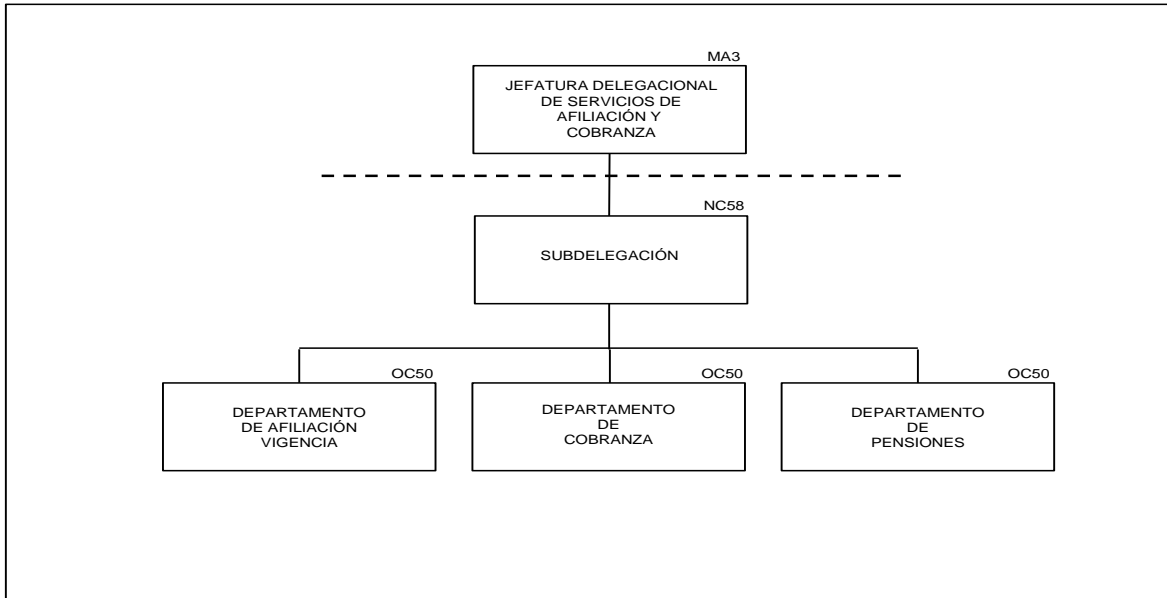 MA3
JEFATURA DELEGACIONAL
DE SERVICIOS DE
AFILIACIÓN Y
COBRANZA
NC58
SUBDELEGACIÓN
OC50
DEPARTAMENTO
DE AFILIACIÓN
VIGENCIA
OC50
DEPARTAMENTO
DE
COBRANZA
OC50
DEPARTAMENTO
DE
PENSIONES